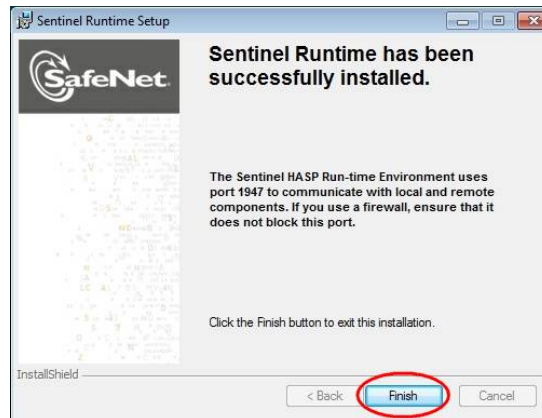 Sentinel Runtime Setup
SafeNet.
Sentinel Runtime has been
successfully installed.
The Sentinel HASP Run-time Environment uses
port 1947 to communicate with local and remote
components. If you use a firewall, ensure that it
does not block this port.
Click the Finish button to exit this installation.
InstallShield
< Back
Finish
Cancel